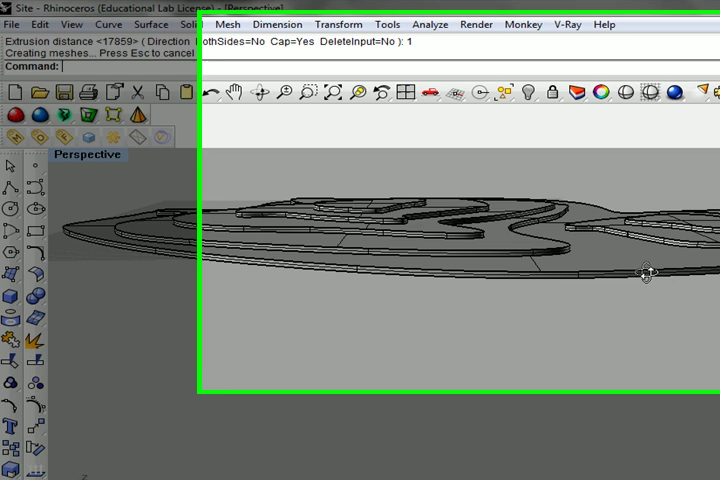 Site - Rhinoceros (Educational Lab License) - [Perspective]
File Edit View Curve Surface Solid Mesh Dimension Transform Tools Analyze Render Monkey V-Ray Help
Extrusion distance <17859> ( Direction othSides=No Cap=Yes DeleteInput=No ): 1
Creating meshes... Press Esc to cancel
Command:
Perspective